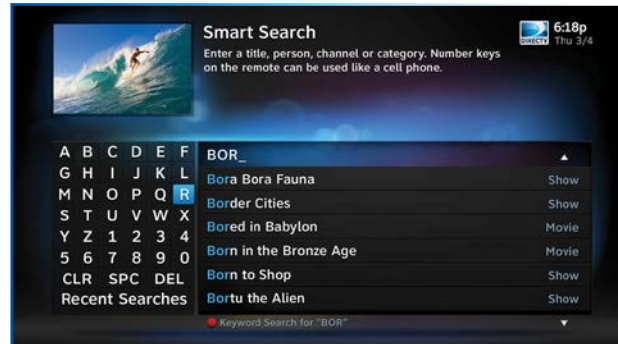 Smart Search
Enter a title, person, channel or category. Number keys
on the remote can be used like a cell phone.
DIRECTV
6:18p
Thu 3/4
A B C D E F
G H I J K L
M N O P Q R
S T U V W X
Y Z 1 2 3 4
5 6 7 8 9 0
CLR SPC DEL
Recent Searches
BOR_
Bora Bora Fauna Show
Border Cities Show
Bored in Babylon Movie
Born in the Bronze Age Movie
Born to Shop Show
Bortu the Alien Show
Keyword Search for "BOR"